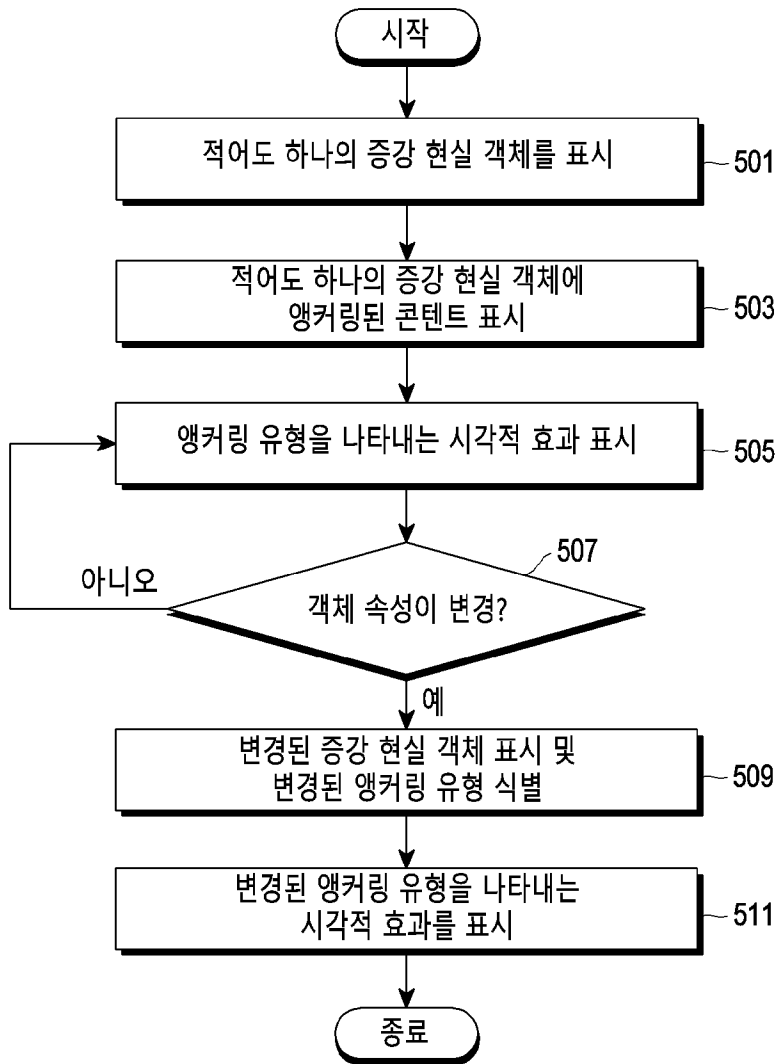 시작
적어도 하나의 증강 현실 객체를 표시
501
적어도 하나의 증강 현실 객체에
앵커링된 콘텐트 표시
503
앵커링 유형을 나타내는 시각적 효과 표시
505
507
아니오
객체 속성이 변경?
예
변경된 증강 현실 객체 표시 및
변경된 앵커링 유형 식별
509
변경된 앵커링 유형을 나타내는
시각적 효과를 표시
511
종료